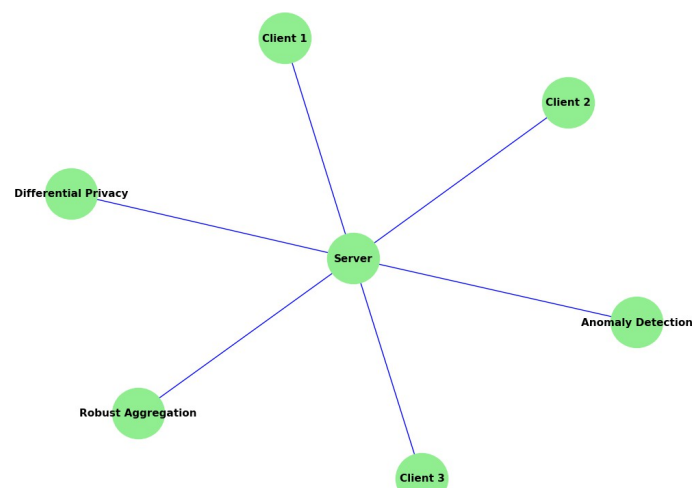 Client 1
Client 2
Differential Privacy
Server
Anomaly Detection
Robust Aggregation
Client 3